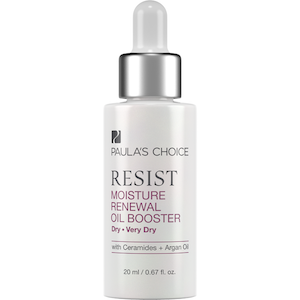 PAULA'S CHOICE
RESIST
MOISTURE
RENEWAL
OIL BOOSTER
Dry • Very Dry
with Ceramides + Argan Oil
20 ml / 0.67 fl. oz.